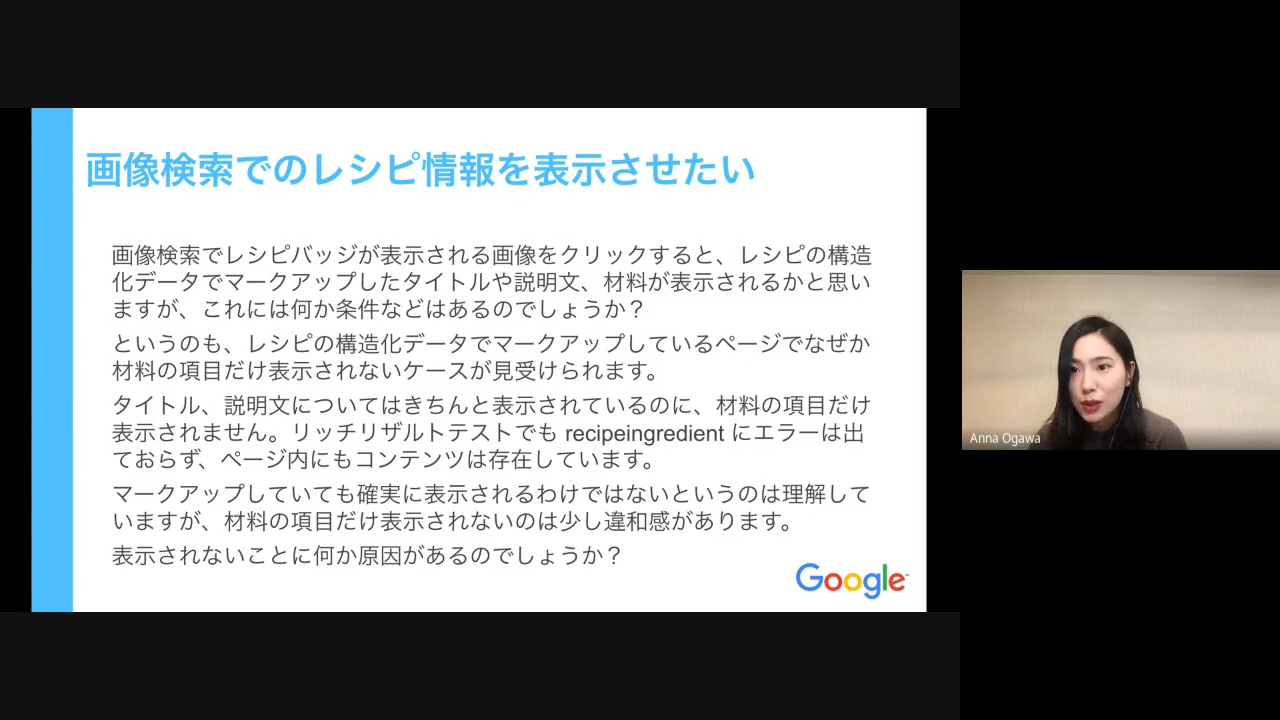 画像検索でのレシピ情報を表示させたい
画像検索でレシピバッジが表示される画像をクリックすると、レシピの構造
化データでマークアップしたタイトルや説明文、材料が表示されるかと思い
ますが、これには何か条件などはあるのでしょうか？
というのも、レシピの構造化データでマークアップしているページでなぜか
材料の項目だけ表示されないケースが見受けられます。
タイトル、説明文についてはきちんと表示されているのに、材料の項目だけ
表示されません。リッチリザルトテストでも recipeingredient にエラーは出
ておらず、ページ内にもコンテンツは存在しています。
マークアップしていても確実に表示されるわけではないというのは理解して
いますが、材料の項目だけ表示されないのは少し違和感があります。
表示されないことに何か原因があるのでしょうか？
Google
Anna Ogawa